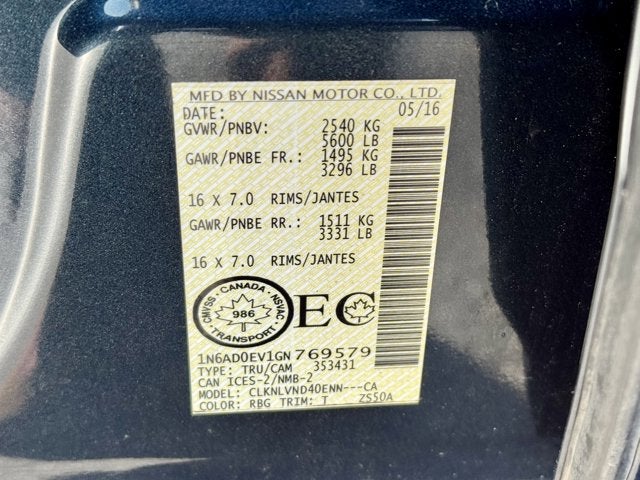 MFD BY NISSAN MOTOR CO., LTD.
DATE: 05/16
GVWR/PNBV: 2540 KG
5600 LB
GAWR/PNBE FR.: 1495 KG
3296 LB
16 X 7.0 RIMS/JANTES
GAWR/PNBE RR.: 1511 KG
3331 LB
16 X 7.0 RIMS/JANTES
CANADA
CMVSS NSVAC
986
TRANSPORT
EC
1N6AD0EV1GN769579
TYPE: TRU/CAM 353431
CAN ICES-2/NMB-2
MODEL: CLKNLVND40ENN---CA
COLOR: RBG TRIM: T ZS50A